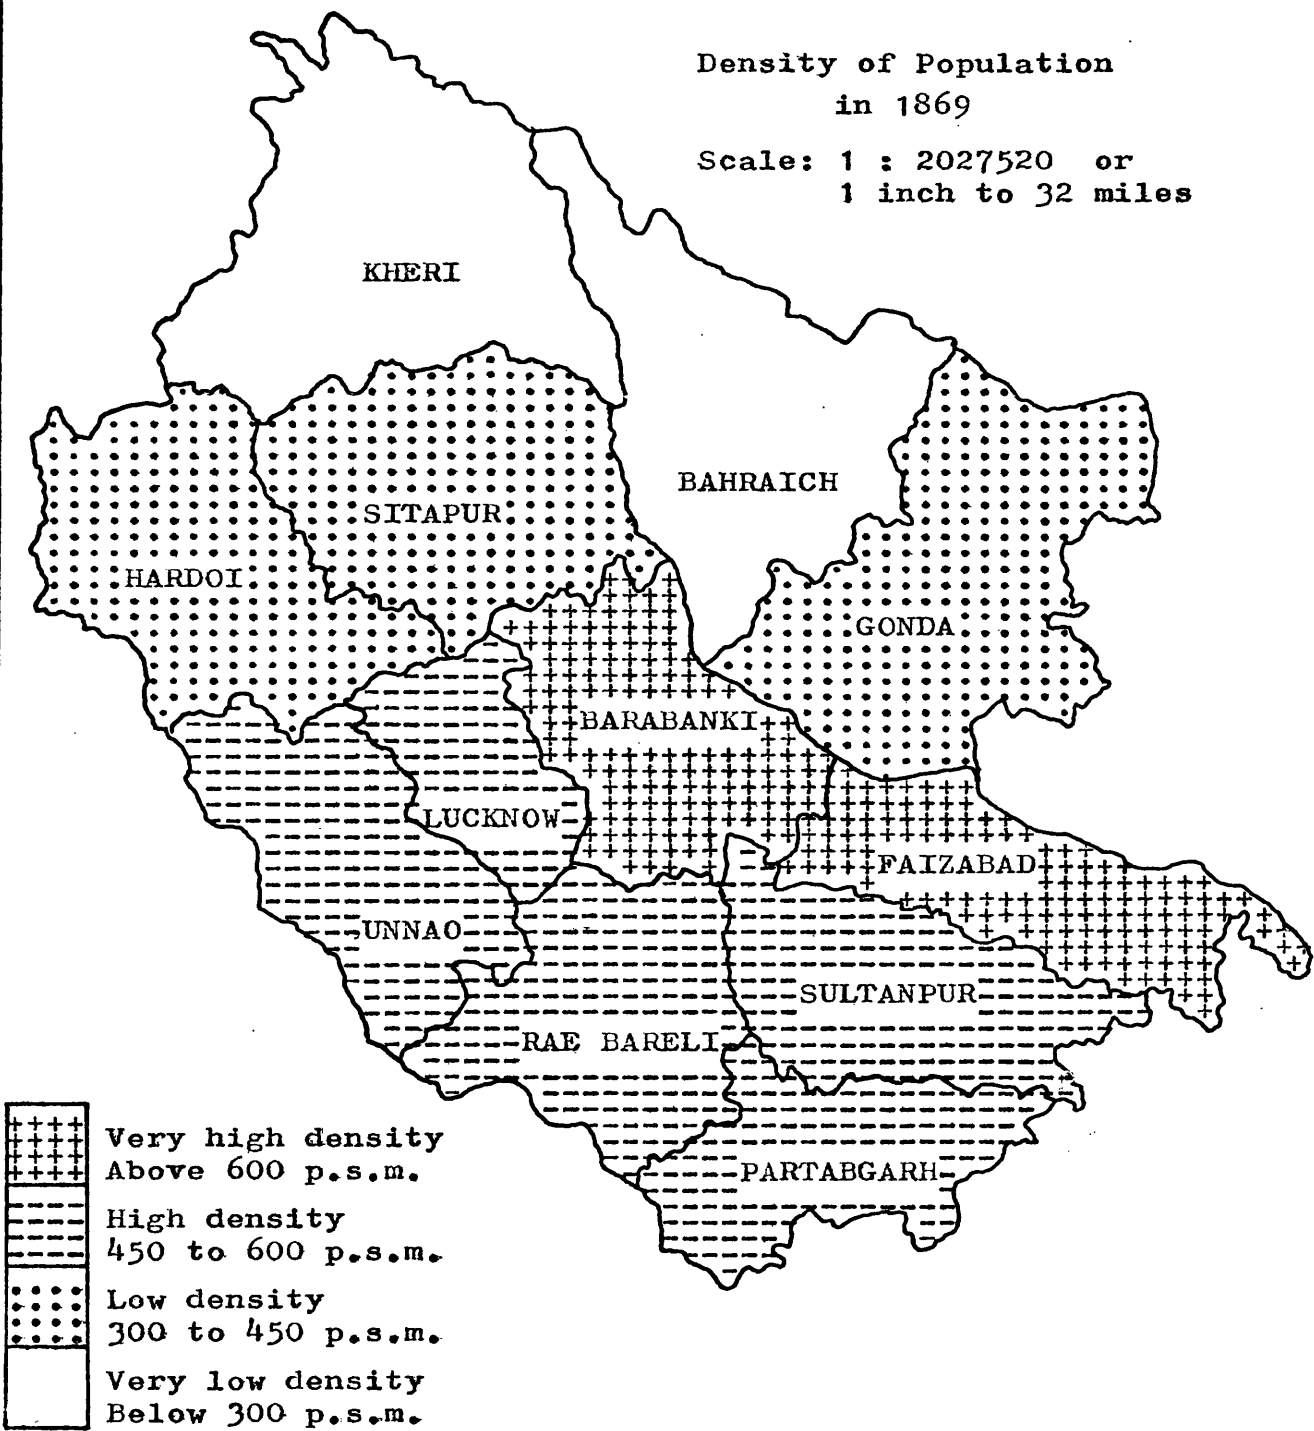 Density of Population
in 1869
Scale: 1 : 2027520 or
1 inch to 32 miles
KHERI
BAHRAICH
SITAPUR
HARDOI
GONDA
BARABANKI
LUCKNOW
FAIZABAD
UNNAO
SULTANPUR
RAE BARELI
PARTABGARH
Very high density
Above 600 p.s.m.
High density
450 to 600 p.s.m.
Low density
300 to 450 p.s.m.
Very low density
Below 300 p.s.m.